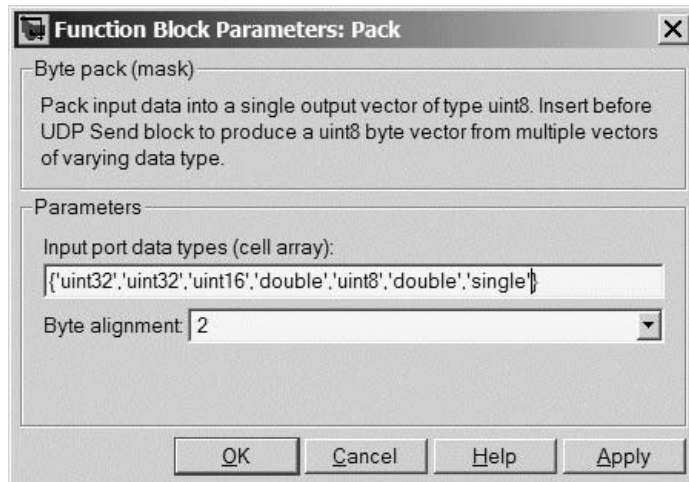 Function Block Parameters: Pack
Byte pack (mask)
Pack input data into a single output vector of type uint8. Insert before
UDP Send block to produce a uint8 byte vector from multiple vectors
of varying data type.
Parameters
Input port data types (cell array):
{'uint32','uint32','uint16','double','uint8','double','single'}
Byte alignment: 2
OK Cancel Help Apply